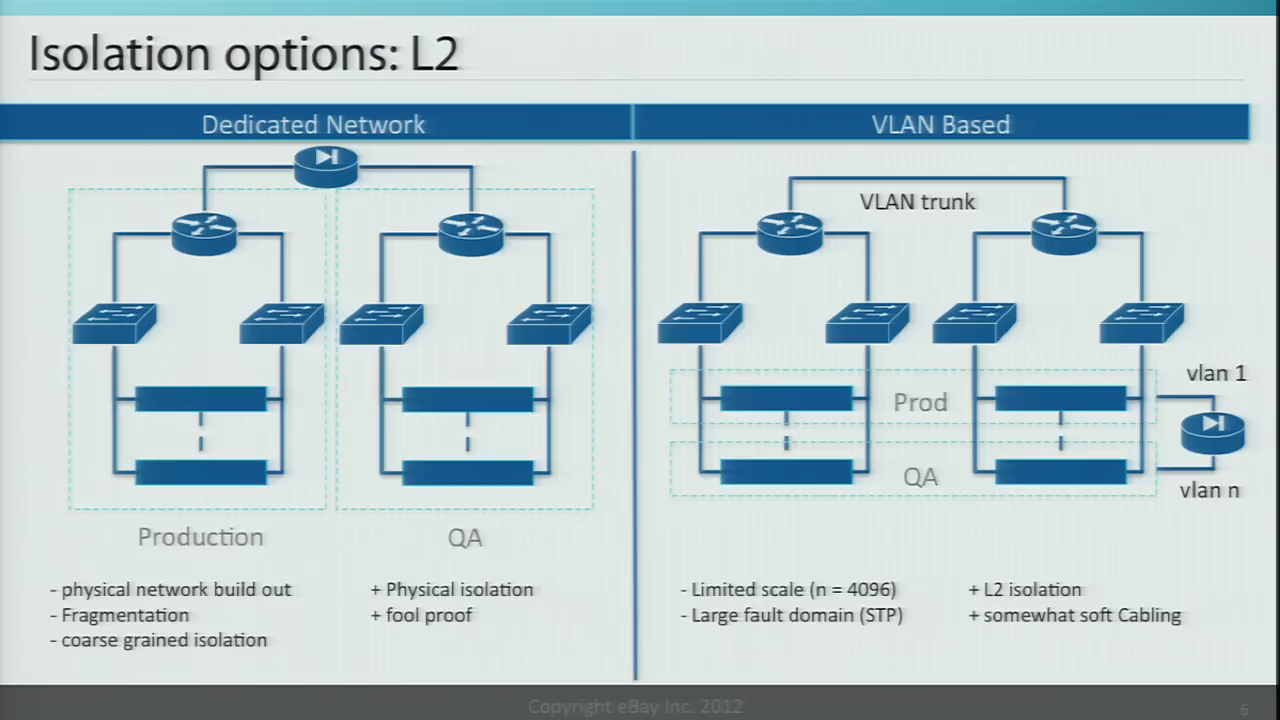 Isolation options: L2
Dedicated Network
VLAN Based
VLAN trunk
vlan 1
Prod
QA
vlan n
Production
QA
- physical network build out
- Fragmentation
- coarse grained isolation
+ Physical isolation
+ fool proof
- Limited scale (n = 4096)
- Large fault domain (STP)
+ L2 isolation
+ somewhat soft Cabling
Copyright eBay Inc. 2012
6